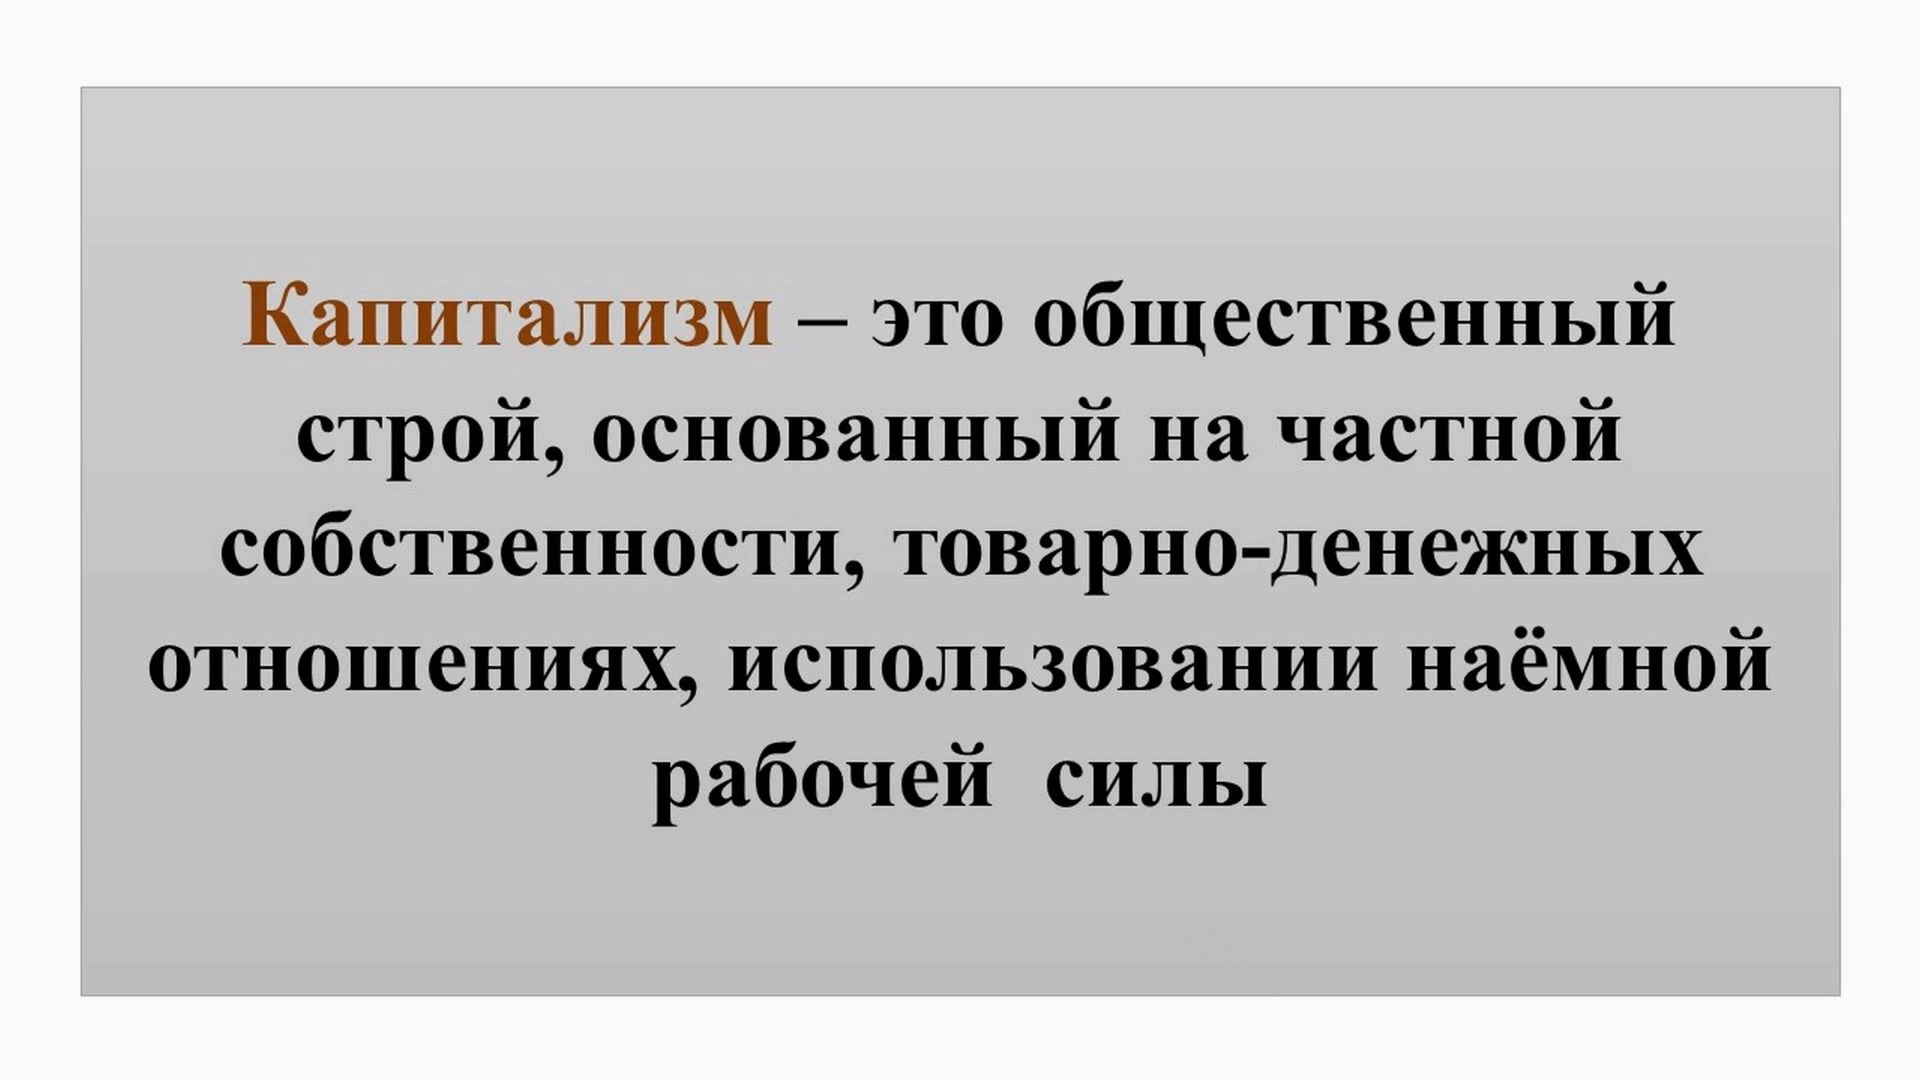 Капитализм – это общественный
строй, основанный на частной
собственности, товарно-денежных
отношениях, использовании наёмной
рабочей силы